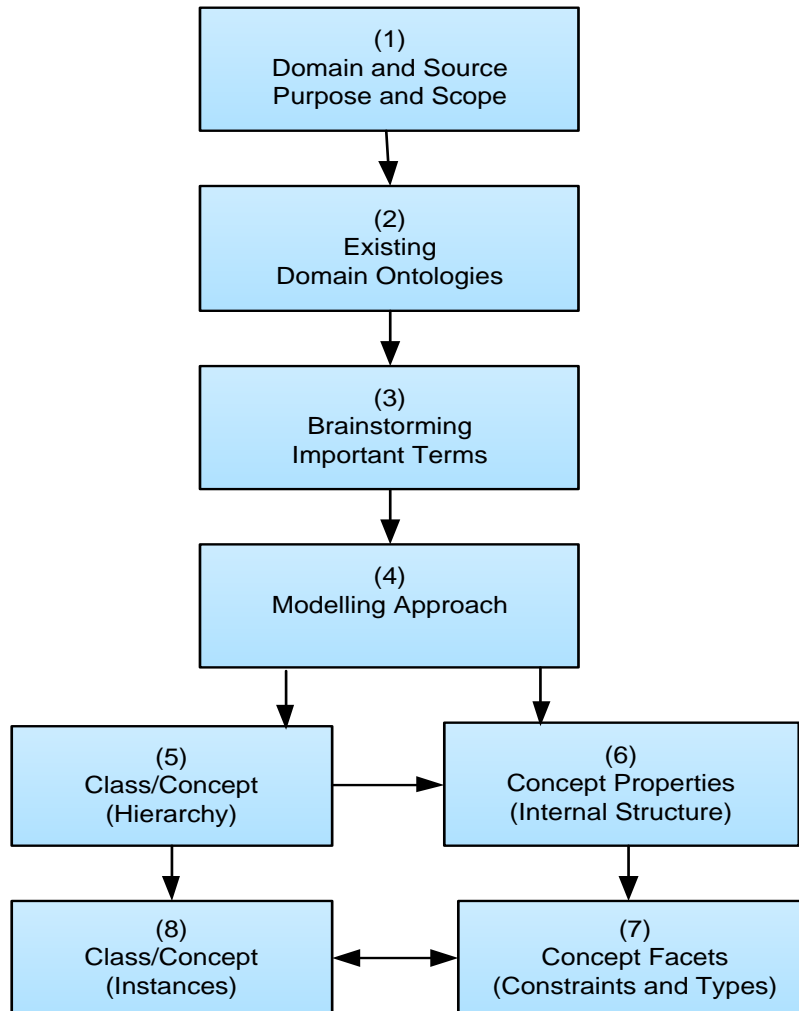 (1)
Domain and Source
Purpose and Scope
(2)
Existing
Domain Ontologies
(3)
Brainstorming
Important Terms
(4)
Modelling Approach
(5)
Class/Concept
(Hierarchy)
(6)
Concept Properties
(Internal Structure)
(8)
Class/Concept
(Instances)
(7)
Concept Facets
(Constraints and Types)